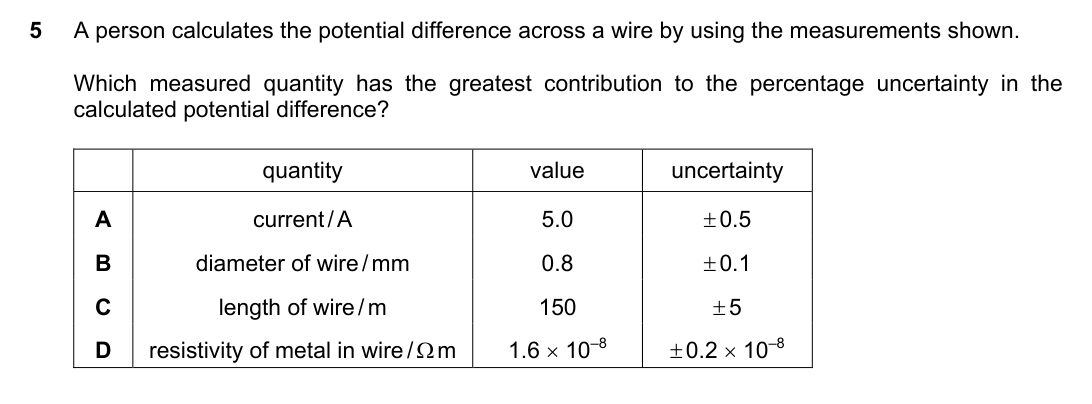 5 A person calculates the potential difference across a wire by using the measurements shown.
Which measured quantity has the greatest contribution to the percentage uncertainty in the
calculated potential difference?
quantity value uncertainty
A current / A 5.0 ±0.5
B diameter of wire / mm 0.8 ±0.1
C length of wire / m 150 ±5
D resistivity of metal in wire / Ω m 1.6 × 10⁻⁸ ±0.2 × 10⁻⁸